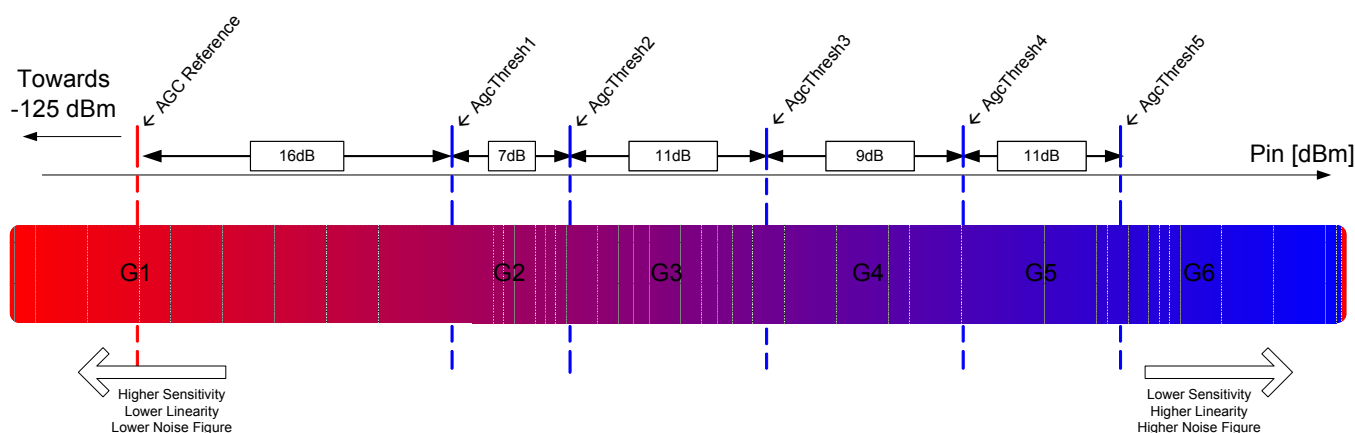 Towards
-125 dBm
AGC Reference
AgcThresh1
AgcThresh2
AgcThresh3
AgcThresh4
AgcThresh5
16dB
7dB
11dB
9dB
11dB
Pin [dBm]
G1
G2
G3
G4
G5
G6
Higher Sensitivity
Lower Linearity
Lower Noise Figure
Lower Sensitivity
Higher Linearity
Higher Noise Figure